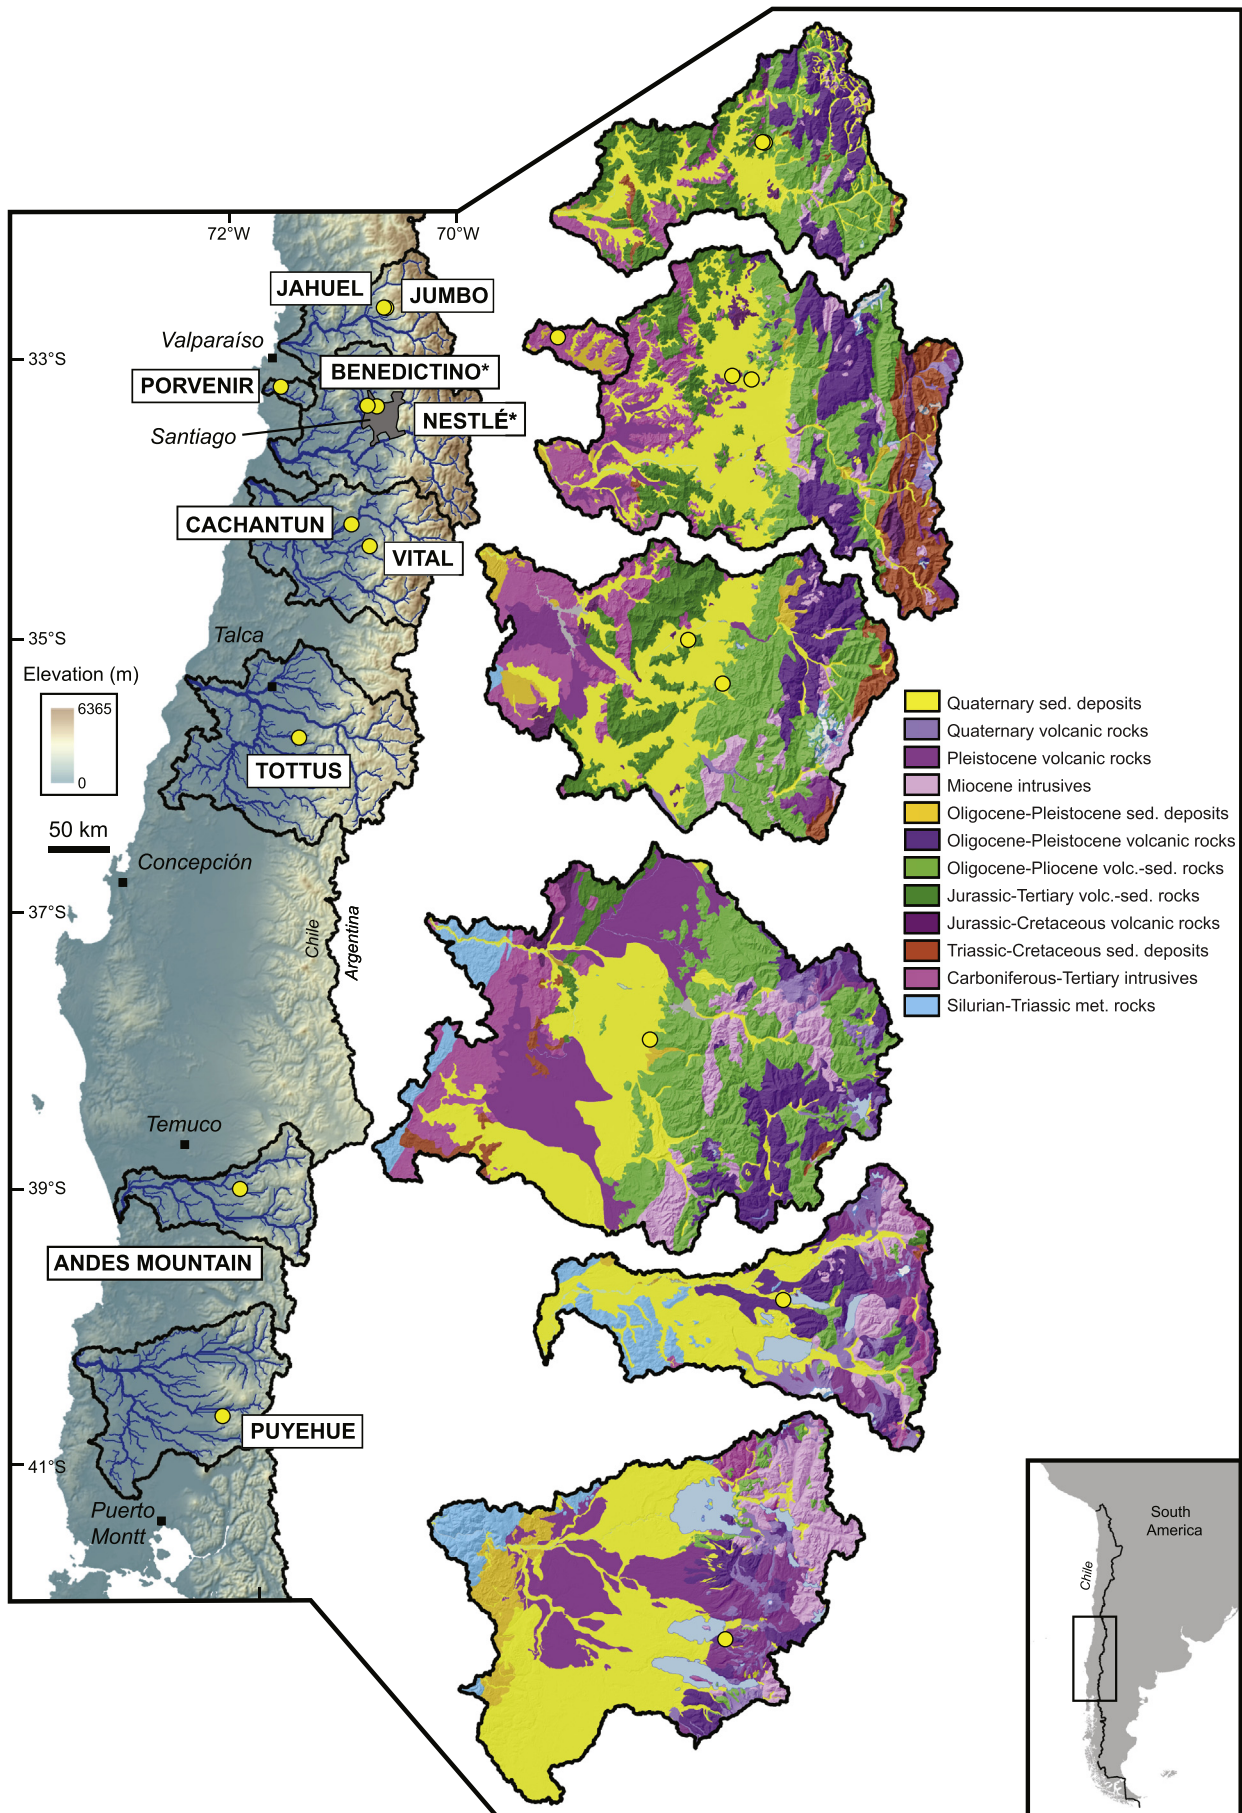 72°W
70°W
JAHUEL
JUMBO
Valparaíso
33°S
BENEDICTINO*
PORVENIR
NESTLÉ*
Santiago
CACHANTUN
VITAL
35°S
Talca
Elevation (m)
6365
0
TOTTUS
50 km
Concepción
37°S
Chile
Argentina
Quaternary sed. deposits
Quaternary volcanic rocks
Pleistocene volcanic rocks
Miocene intrusives
Oligocene-Pleistocene sed. deposits
Oligocene-Pleistocene volcanic rocks
Oligocene-Pliocene volc.-sed. rocks
Jurassic-Tertiary volc.-sed. rocks
Jurassic-Cretaceous volcanic rocks
Triassic-Cretaceous sed. deposits
Carboniferous-Tertiary intrusives
Silurian-Triassic met. rocks
Temuco
39°S
ANDES MOUNTAIN
PUYEHUE
41°S
Puerto
Montt
South
America
Chile